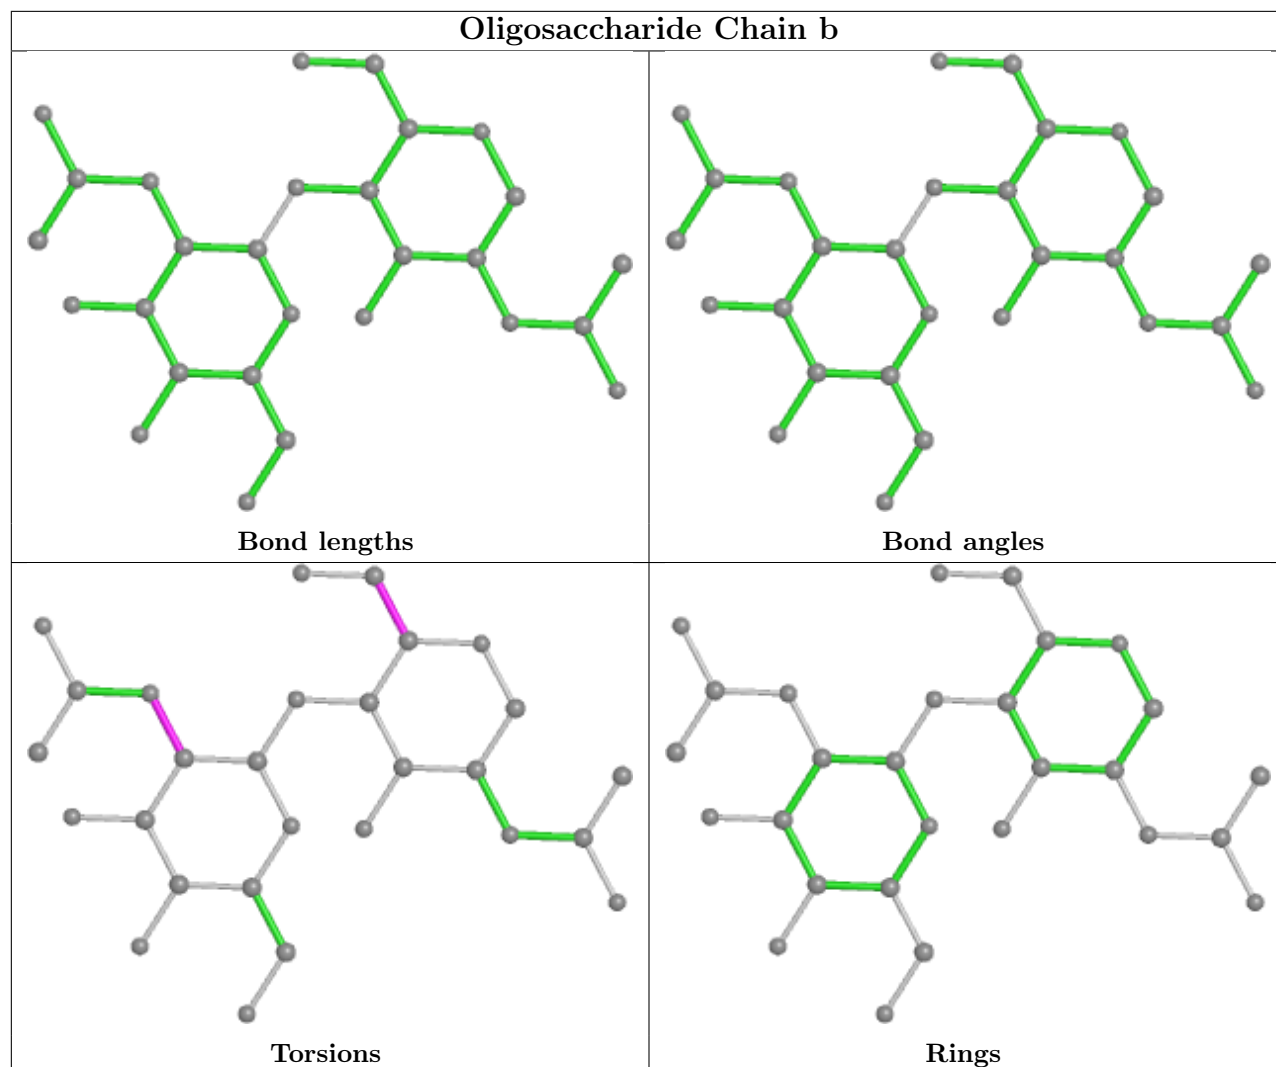 Oligosaccharide Chain b
Bond lengths
Bond angles
Torsions
Rings